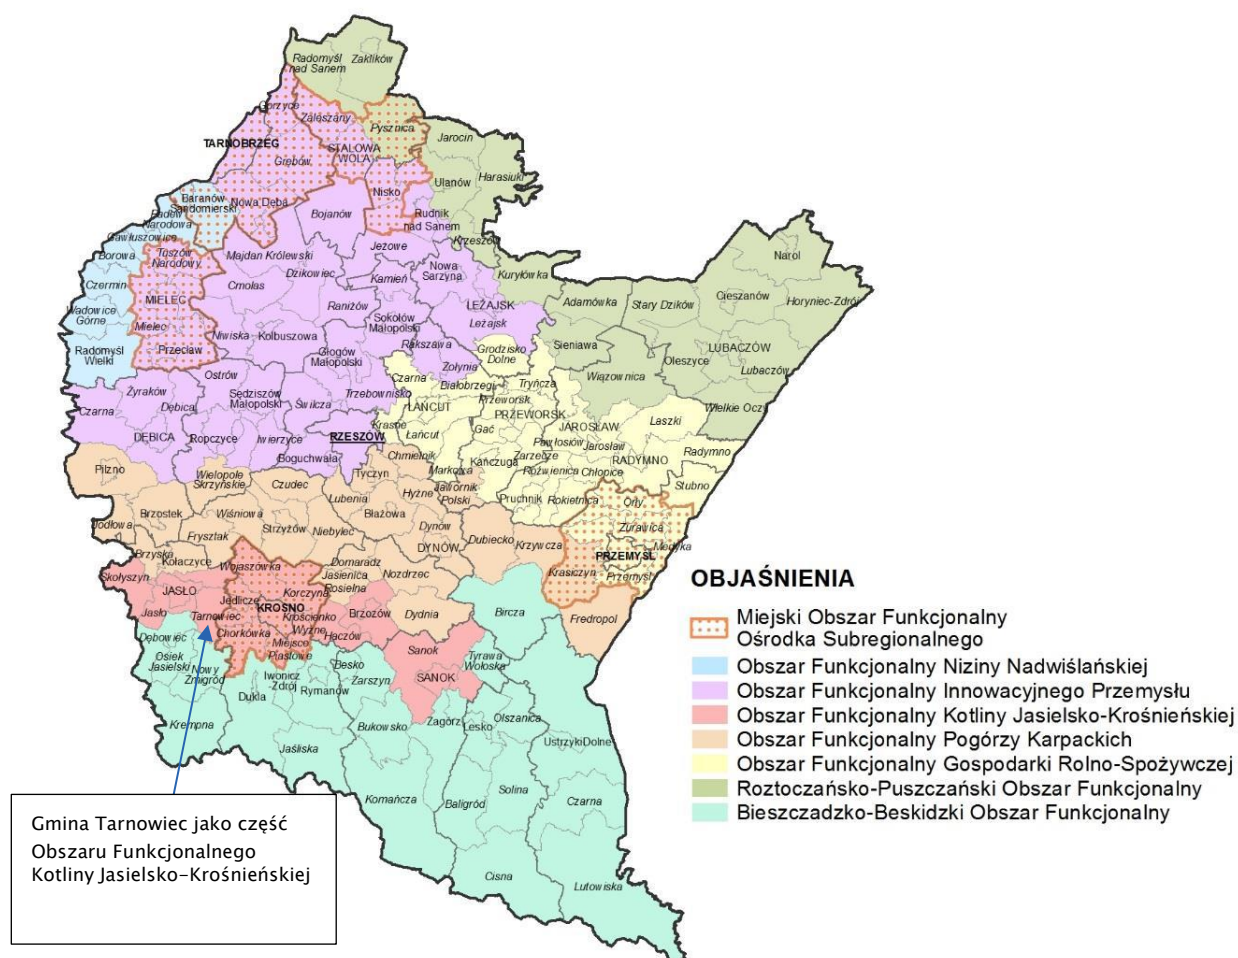 Radomyśl
nad Sanem
Zaklików
Gorzyce
Zaleszany
Pysznica
TARNOBRZEG
STALOWA
WOLA
Jarocin
Grębów
Ulanów
Harasiuki
Baranów
Sandomierski
Nowa Dęba
Nisko
Padew
Narodowa
Bojanów
Rudnik
nad Sanem
Gawłuszowice
Krzeszów
Borowa
Tuszów
Narodowy
Majdan Królewski
Jeżowe
Narol
Dzikowiec
Nowa
Sarzyna
Kuryłówka
Czermin
Cmolas
Kamień
Cieszanów
MIELEC
Adamówka
Stary Dzików
Horyniec-Zdrój
Wadowice
Górne
Raniżów
LEŻAJSK
Sokołów
Małopolski
Leżajsk
Mielec
Niwiska
Kolbuszowa
Radomyśl
Wielki
Przecław
Głogów
Małopolski
Rakszawa
Grodzisko
Dolne
Sieniawa
LUBACZÓW
Oleszyce
Żołynia
Lubaczów
Ostrów
Czarna
Wiązownica
Żyraków
Sędziszów
Małopolski
Trzebownisko
Białobrzegi
Tryńcza
Czarna
Dębica
Świlcza
ŁAŃCUT
Przeworsk
PRZEWORSK
Wielkie Oczy
Krasne
Gać
JAROSŁAW
Laszki
DĘBICA
Ropczyce
Iwierzyce
RZESZÓW
Łańcut
Pawłosiów
Jarosław
Boguchwała
Chmielnik
Zarzecze
Radymno
Kańczuga
RADYMNO
Pilzno
Wielopole
Skrzyńskie
Tyczyn
Markowa
Roźwienica
Chłopice
Czudec
Jawornik
Polski
Stubno
Lubenia
Hyżne
Pruchnik
Rokietnica
Orły
Brzostek
Wiśniowa
Błażowa
Jodłowa
Strzyżów
Niebylec
Dynów
Żurawica
Frysztak
DYNÓW
Dubiecko
Krzywcza
Medyka
Brzyska
Kołaczyce
PRZEMYŚL
Wojaszówka
Domaradz
Skołyszyn
Jasienica
Rosielna
Nozdrzec
Krasiczyn
Przemyśl
JASŁO
Jedlicze
Korczyna
KROSNO
Jasło
Tarnowiec
Brzozów
Dydnia
Bircza
Krościenko
Wyżne
Fredropol
Chorkówka
Haczów
Dębowiec
Miejsce
Piastowe
Sanok
Osiek
Jasielski
Nowy
Żmigród
Besko
Tyrawa
Wołoska
Iwonicz
-Zdrój
Zarszyn
SANOK
Dukla
Rymanów
Krempna
Bukowsko
Zagórz
Lesko
Olszanica
Jaśliska
Ustrzyki Dolne
Komańcza
Solina
Baligród
Czarna
Cisna
Lutowiska
OBJAŚNIENIA
Miejski Obszar Funkcjonalny
Ośrodka Subregionalnego
Obszar Funkcjonalny Niziny Nadwiślańskiej
Obszar Funkcjonalny Innowacyjnego Przemysłu
Obszar Funkcjonalny Kotliny Jasielsko-Krośnieńskiej
Obszar Funkcjonalny Pogórzy Karpackich
Obszar Funkcjonalny Gospodarki Rolno-Spożywczej
Roztoczańsko-Puszczański Obszar Funkcjonalny
Bieszczadzko-Beskidzki Obszar Funkcjonalny
Gmina Tarnowiec jako część
Obszaru Funkcjonalnego
Kotliny Jasielsko–Krośnieńskiej